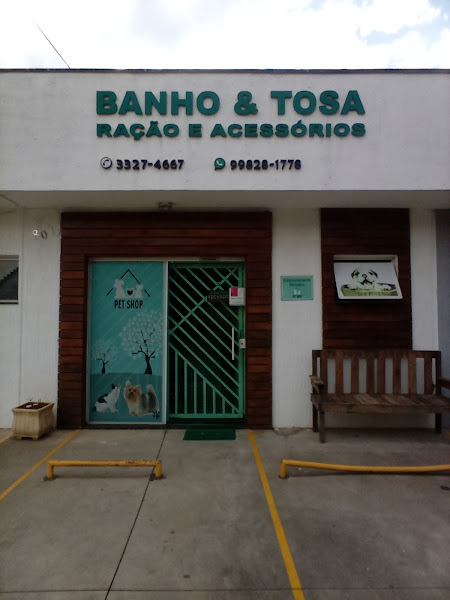 BANHO & TOSA
RAÇÃO E ACESSÓRIOS
3327-4667 99828-1778
PET SHOP